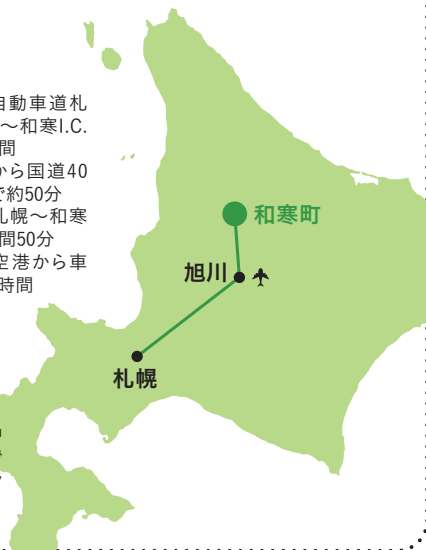 自動車道札
〜和寒I.C.
間
から国道40
で約50分
札幌〜和寒
間50分
空港から車
時間
和寒町
旭川
札幌